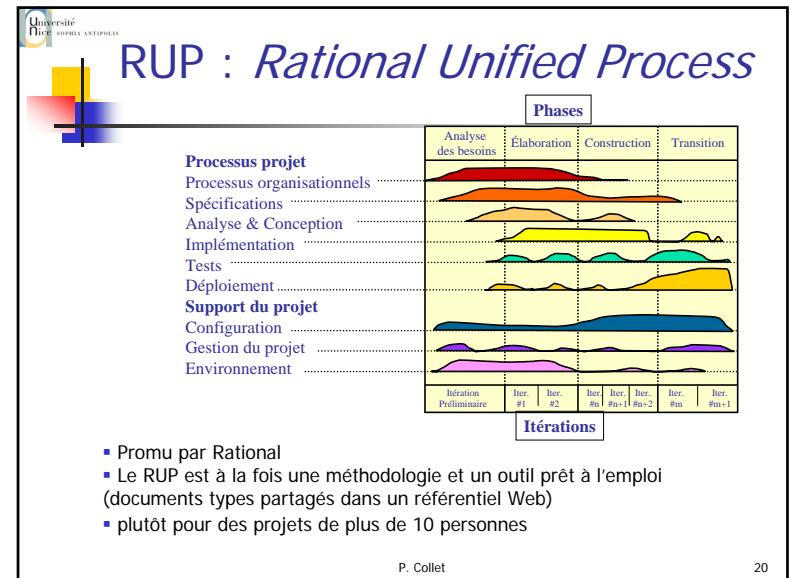 Université
Nice SOPHIA ANTIPOLIS
RUP : Rational Unified Process
Phases
Analyse des besoins
Élaboration
Construction
Transition
Processus projet
Processus organisationnels
Spécifications
Analyse & Conception
Implémentation
Tests
Déploiement
Support du projet
Configuration
Gestion du projet
Environnement
Itération Préliminaire
Iter. #1
Iter. #2
Iter. #n
Iter. #n+1
Iter. #n+2
Iter. #m
Iter. #m+1
Itérations
Promu par Rational
Le RUP est à la fois une méthodologie et un outil prêt à l'emploi
(documents types partagés dans un référentiel Web)
plutôt pour des projets de plus de 10 personnes
P. Collet
20